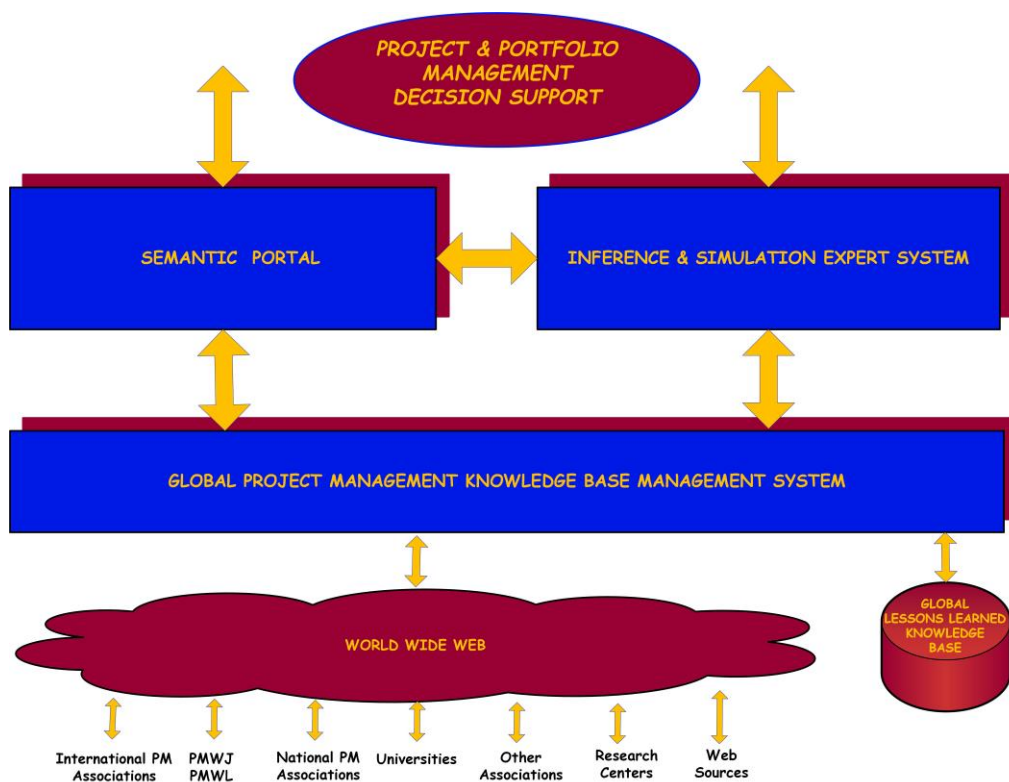 PROJECT & PORTFOLIO
MANAGEMENT
DECISION SUPPORT
SEMANTIC PORTAL
INFERENCE & SIMULATION EXPERT SYSTEM
GLOBAL PROJECT MANAGEMENT KNOWLEDGE BASE MANAGEMENT SYSTEM
WORLD WIDE WEB
GLOBAL
LESSONS LEARNED
KNOWLEDGE
BASE
International PM
Associations
PMWJ
PMWL
National PM
Associations
Universities
Other
Associations
Research
Centers
Web
Sources